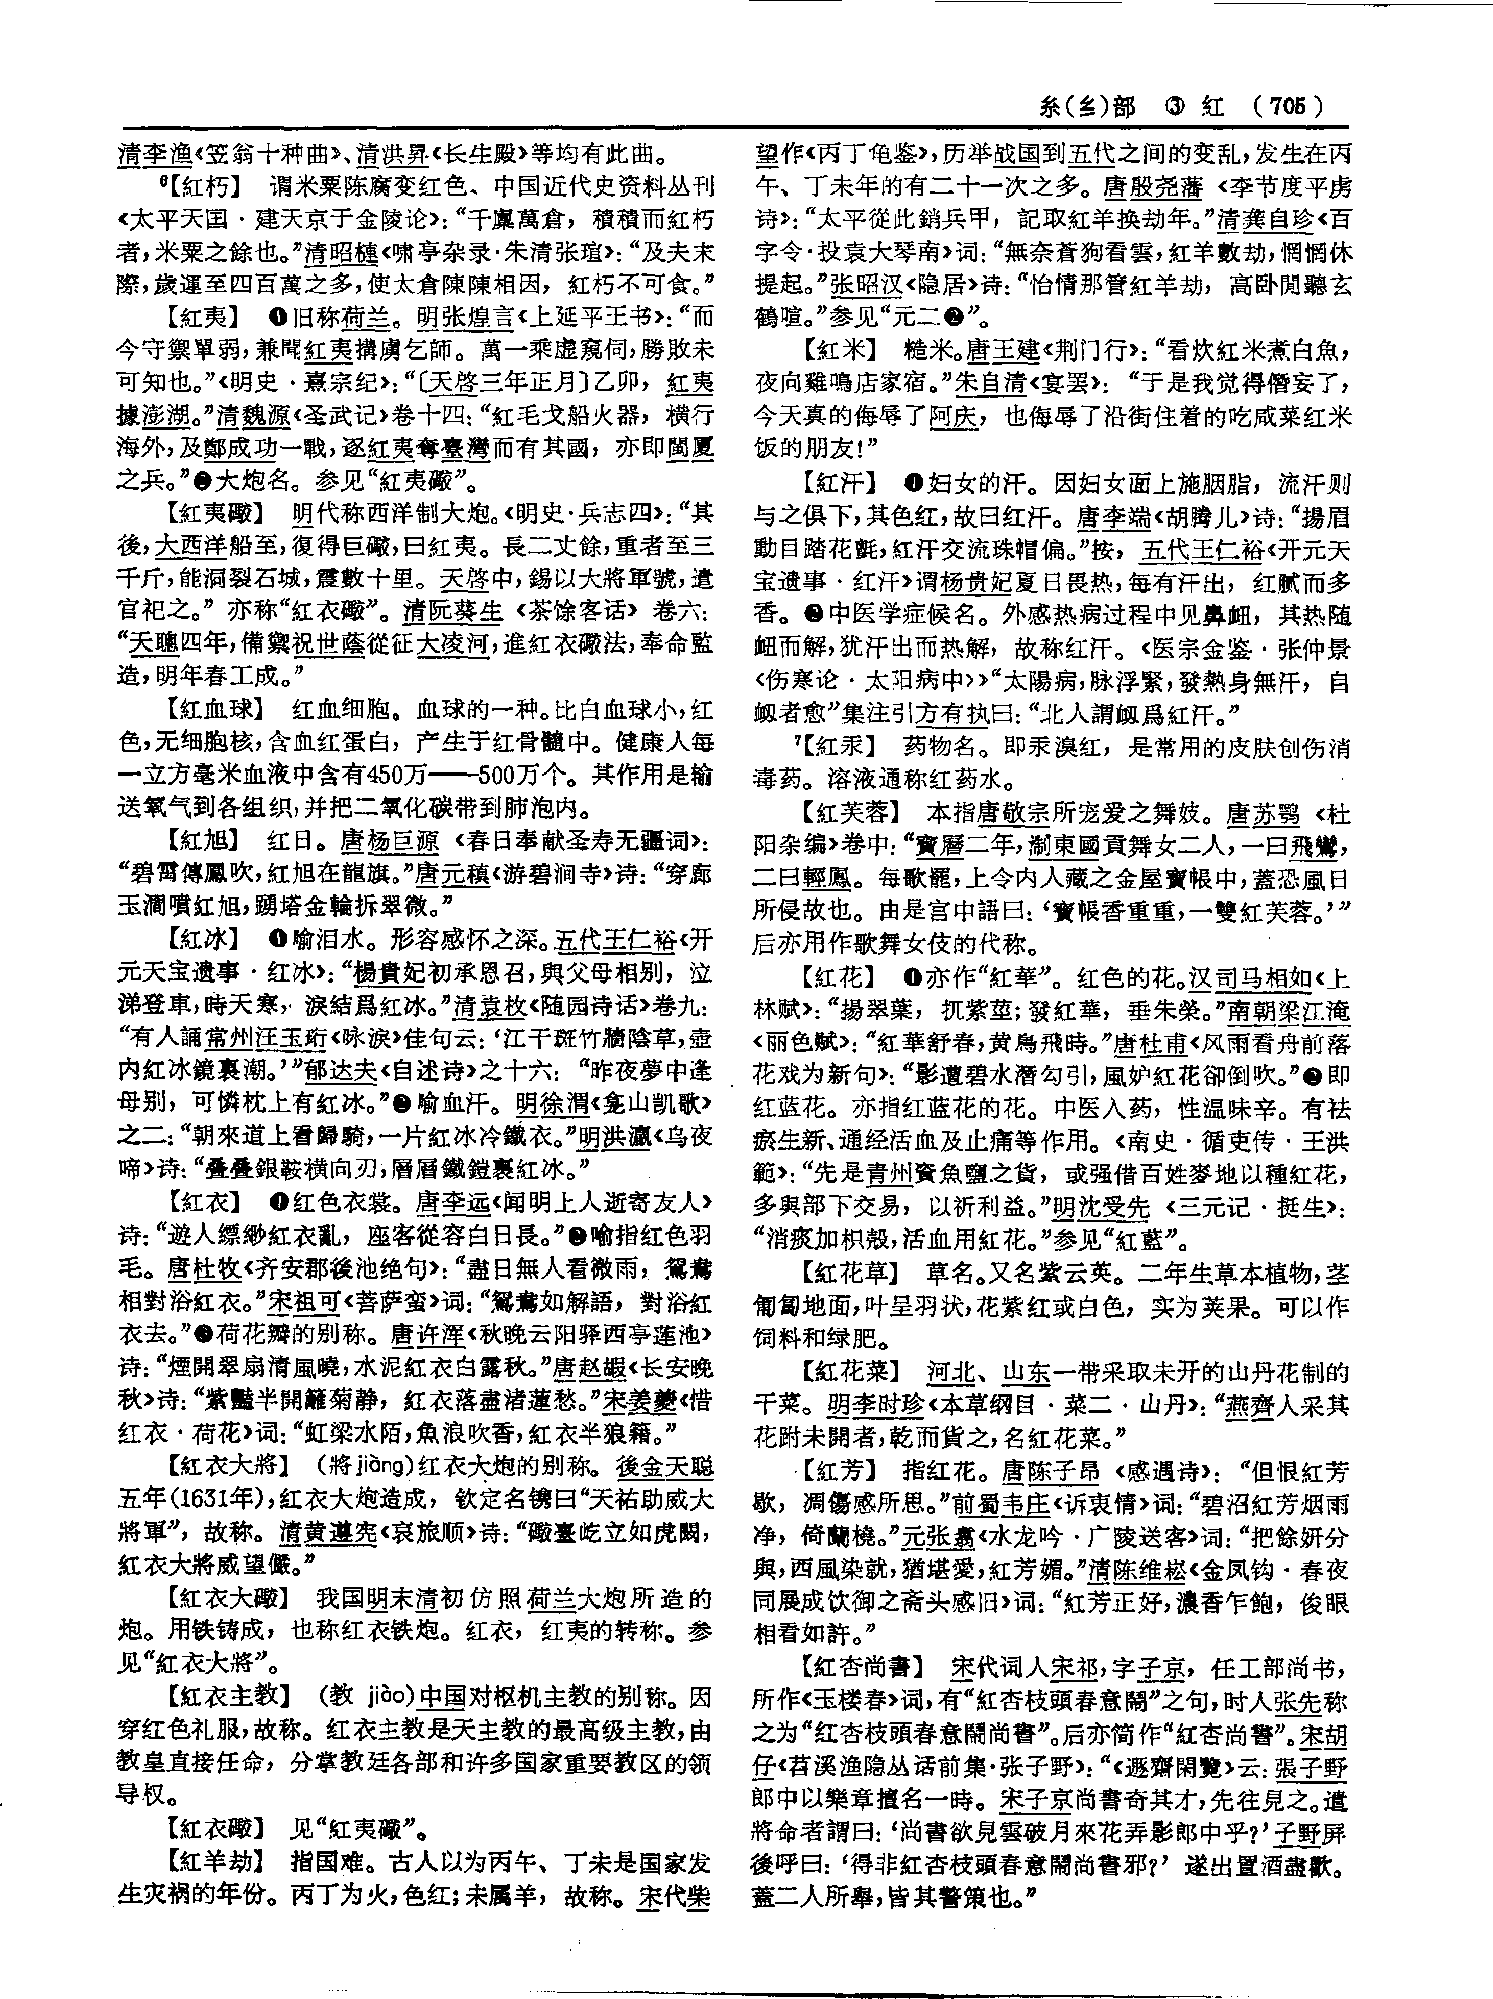 糸(纟)部 ③ 紅 (705)
清李渔《笠翁十种曲》、清洪昇《长生殿》等均有此曲。
⁶【紅朽】 谓米粟陈腐变红色、中国近代史资料丛刊
《太平天国·建天京于金陵论》:“千廩萬倉,積積而紅朽
者,米粟之餘也。”清昭槤《啸亭杂录·朱清张瑄》:“及夫末
際,歲運至四百萬之多,使太倉陳陳相因,紅朽不可食。”
【紅夷】 ❶旧称荷兰。明张煌言《上延平王书》:“而
今守禦單弱,兼聞紅夷搆虜乞師。萬一乘虚窺伺,勝敗未
可知也。”《明史·熹宗纪》:“〔天啓三年正月〕乙卯,紅夷
據澎湖。”清魏源《圣武记》卷十四:“紅毛戈船火器,橫行
海外,及鄭成功一戰,逐紅夷奪臺灣而有其國,亦即閩厦
之兵。”❷大炮名。参见“紅夷礮”。
【紅夷礮】 明代称西洋制大炮。《明史·兵志四》:“其
後,大西洋船至,復得巨礮,曰紅夷。長二丈餘,重者至三
千斤,能洞裂石城,震數十里。天啓中,錫以大將軍號,遣
官祀之。” 亦称“紅衣礮”。清阮葵生《茶馀客话》卷六:
“天聰四年,備禦祝世蔭從征大凌河,進紅衣礮法,奉命監
造,明年春工成。”
【紅血球】 红血细胞。血球的一种。比白血球小,红
色,无细胞核,含血红蛋白,产生于红骨髓中。健康人每
一立方毫米血液中含有450万——500万个。其作用是输
送氧气到各组织,并把二氧化碳带到肺泡内。
【紅旭】 红日。唐杨巨源《春日奉献圣寿无疆词》:
“碧霄傳鳳吹,紅旭在龍旗。”唐元稹《游碧涧寺》诗:“穿廊
玉澗噴紅旭,踴塔金輪拆翠微。”
【紅冰】 ❶喻泪水。形容感怀之深。五代王仁裕《开
元天宝遗事·红冰》:“楊貴妃初承恩召,與父母相别,泣
涕登車,時天寒,淚結爲紅冰。”清袁枚《随园诗话》卷九:
“有人誦常州汪玉珩《咏淚》佳句云:‘江干斑竹牆陰草,壺
内紅冰鏡裏潮。’”郁达夫《自述诗》之十六:“昨夜夢中逢
母别,可憐枕上有紅冰。”❷喻血汗。明徐渭《龛山凯歌》
之二:“朝來道上看歸騎,一片紅冰冷鐵衣。”明洪瀛《乌夜
啼》诗:“叠叠銀鞍横向刃,層層鐵鎧裹紅冰。”
【紅衣】 ❶红色衣裳。唐李远《闻明上人逝寄友人》
诗:“遊人縹緲紅衣亂,座客從容白日長。”❷喻指红色羽
毛。唐杜牧《齐安郡後池绝句》:“盡日無人看微雨,鴛鴦
相對浴紅衣。”宋祖可《菩萨蛮》词:“鴛鴦如解語,對浴紅
衣去。”❸荷花瓣的别称。唐许浑《秋晚云阳驿西亭莲池》
诗:“煙開翠扇清風曉,水泥紅衣白露秋。”唐赵嘏《长安晚
秋》诗:“紫豔半開籬菊静,紅衣落盡渚蓮愁。”宋姜夔《惜
红衣·荷花》词:“虹梁水陌,魚浪吹香,紅衣半狼籍。”
【紅衣大將】 (將jiàng)红衣大炮的别称。後金天聪
五年(1631年),红衣大炮造成,钦定名镌曰“天祐助威大
將軍”,故称。清黄遵宪《哀旅顺》诗:“礮臺屹立如虎闞,
紅衣大將威望儼。”
【紅衣大礮】 我国明末清初仿照荷兰大炮所造的
炮。用铁铸成,也称红衣铁炮。红衣,红夷的转称。参
见“紅衣大將”。
【紅衣主教】 (教 jiào)中国对枢机主教的别称。因
穿红色礼服,故称。红衣主教是天主教的最高级主教,由
教皇直接任命,分掌教廷各部和许多国家重要教区的领
导权。
【紅衣礮】 见“紅夷礮”。
【紅羊劫】 指国难。古人以为丙午、丁未是国家发
生灾祸的年份。丙丁为火,色红;未属羊,故称。宋代柴
望作《丙丁龟鉴》,历举战国到五代之间的变乱,发生在丙
午、丁未年的有二十一次之多。唐殷尧藩《李节度平虏
诗》:“太平從此銷兵甲,記取紅羊换劫年。”清龚自珍《百
字令·投袁大琴南》词:“無奈蒼狗看雲,紅羊數劫,惘惘休
提起。”张昭汉《隐居》诗:“怡情那管紅羊劫,高卧閒聽玄
鶴喧。”参见“元二❷”。
【紅米】 糙米。唐王建《荆门行》:“看炊紅米煮白魚,
夜向雞鳴店家宿。”朱自清《宴罢》:“于是我觉得僭妄了,
今天真的侮辱了阿庆,也侮辱了沿街住着的吃咸菜红米
饭的朋友!”
【紅汗】 ❶妇女的汗。因妇女面上施胭脂,流汗则
与之俱下,其色红,故曰红汗。唐李端《胡腾儿》诗:“揚眉
動目踏花氈,紅汗交流珠帽偏。”按,五代王仁裕《开元天
宝遗事·红汗》谓杨贵妃夏日畏热,每有汗出,红腻而多
香。❷中医学症候名。外感热病过程中见鼻衄,其热随
衄而解,犹汗出而热解,故称红汗。《医宗金鉴·张仲景
〈伤寒论·太阳病中〉》“太陽病,脉浮緊,發熱身無汗,自
衂者愈”集注引方有执曰:“北人謂衂爲紅汗。”
⁷【紅汞】 药物名。即汞溴红,是常用的皮肤创伤消
毒药。溶液通称红药水。
【紅芙蓉】 本指唐敬宗所宠爱之舞妓。唐苏鹗《杜
阳杂编》卷中:“寶曆二年,淛東國貢舞女二人,一曰飛鸞,
二曰輕鳳。每歌罷,上令内人藏之金屋寶帳中,蓋恐風日
所侵故也。由是宫中語曰:‘寳帳香重重,一雙紅芙蓉。’”
后亦用作歌舞女伎的代称。
【紅花】 ❶亦作“紅華”。红色的花。汉司马相如《上
林赋》:“揚翠葉,扤紫莖;發紅華,垂朱榮。”南朝梁江淹
《丽色赋》:“紅華舒春,黄鳥飛時。”唐杜甫《风雨看舟前落
花戏为新句》:“影遭碧水潛勾引,風妒紅花卻倒吹。”❷即
红蓝花。亦指红蓝花的花。中医入药,性温味辛。有祛
瘀生新、通经活血及止痛等作用。《南史·循吏传·王洪
範》:“先是青州資魚鹽之貨,或强借百姓麥地以種紅花,
多與部下交易,以祈利益。”明沈受先《三元记·挺生》:
“消痰加枳殻,活血用紅花。”参见“紅藍”。
【紅花草】 草名。又名紫云英。二年生草本植物,茎
匍匐地面,叶呈羽状,花紫红或白色,实为荚果。可以作
饲料和绿肥。
【紅花菜】 河北、山东一带采取未开的山丹花制的
干菜。明李时珍《本草纲目·菜二·山丹》:“燕齊人采其
花跗未開者,乾而貨之,名紅花菜。”
【紅芳】 指红花。唐陈子昂《感遇诗》:“但恨紅芳
歇,凋傷感所思。”前蜀韦庄《诉衷情》词:“碧沼紅芳烟雨
净,倚蘭橈。”元张翥《水龙吟·广陵送客》词:“把餘妍分
與,西風染就,猶堪愛,紅芳媚。”清陈维崧《金凤钩·春夜
同展成饮御之斋头感旧》词:“紅芳正好,濃香乍飽,俊眼
相看如許。”
【紅杏尚書】 宋代词人宋祁,字子京,任工部尚书,
所作《玉楼春》词,有“紅杏枝頭春意鬧”之句,时人张先称
之为“红杏枝頭春意鬧尚書”。后亦简作“紅杏尚書”。宋胡
仔《苕溪渔隐丛话前集·张子野》:“《遯齋閑覽》云:張子野
郎中以樂章擅名一時。宋子京尚書奇其才,先往見之。遣
將命者謂曰:‘尚書欲見雲破月來花弄影郎中乎?’子野屏
後呼曰:‘得非紅杏枝頭春意鬧尚書邪?’遂出置酒盡歡。
蓋二人所舉,皆其警策也。”